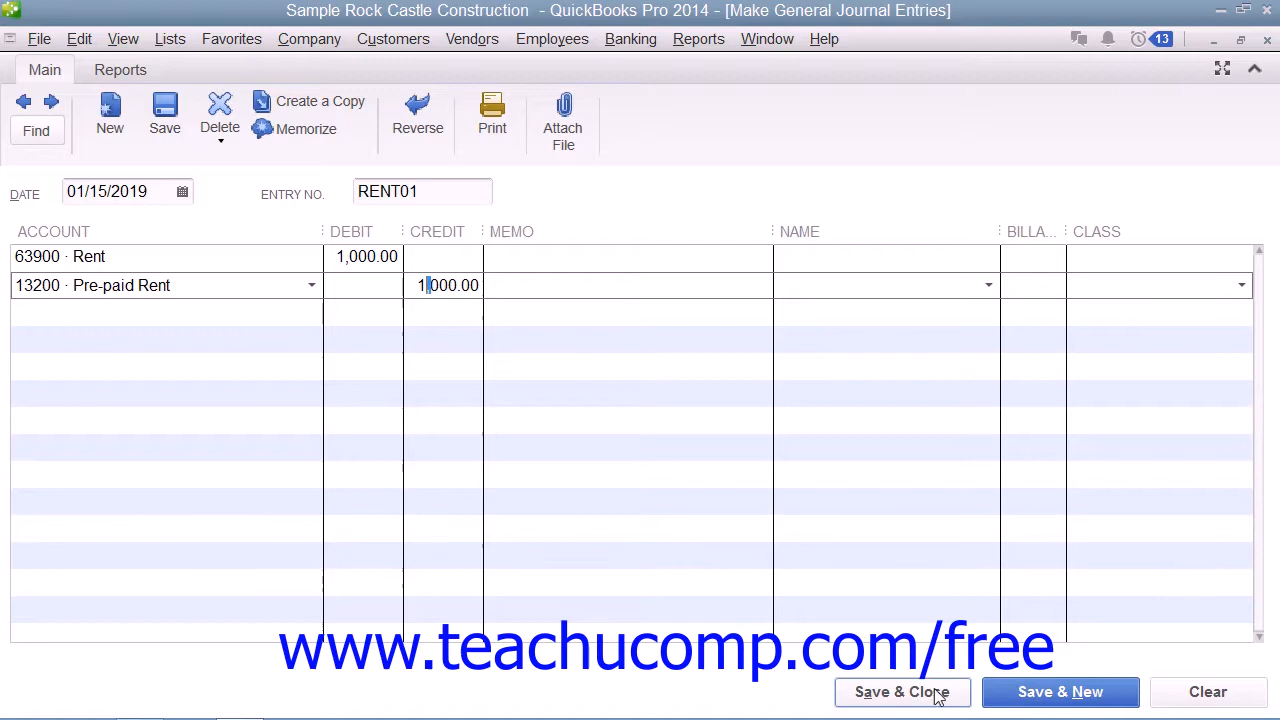 Sample Rock Castle Construction - QuickBooks Pro 2014 - [Make General Journal Entries]
File Edit View Lists Favorites Company Customers Vendors Employees Banking Reports Window Help 13
Main Reports
Find New Save Delete Create a Copy Memorize Reverse Print Attach File
DATE 01/15/2019 ENTRY NO. RENT01
ACCOUNT DEBIT CREDIT MEMO NAME BILLA... CLASS
63900 · Rent 1,000.00
13200 · Pre-paid Rent 1,000.00
www.teachucomp.com/free
Save & Close Save & New Clear